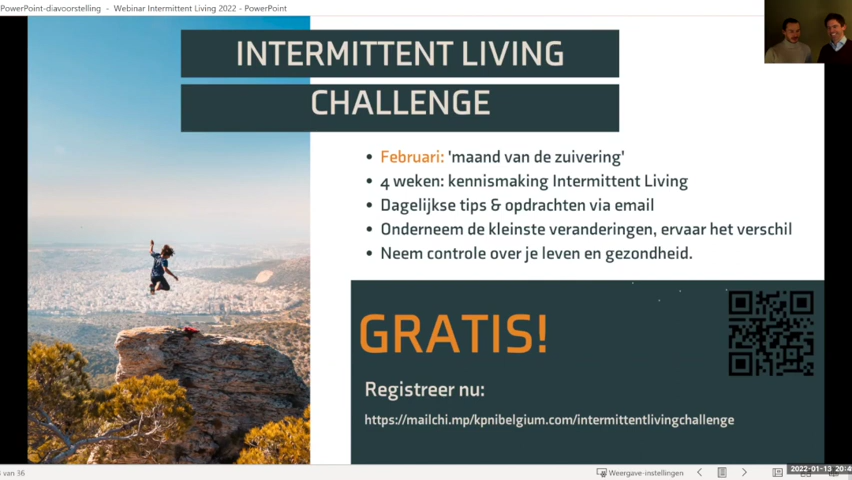 PowerPoint-diavoorstelling - Webinar Intermittent Living 2022 - PowerPoint
INTERMITTENT LIVING
CHALLENGE
• Februari: 'maand van de zuivering'
• 4 weken: kennismaking Intermittent Living
• Dagelijkse tips & opdrachten via email
• Onderneem de kleinste veranderingen, ervaar het verschil
• Neem controle over je leven en gezondheid.
GRATIS!
Registreer nu:
https://mailchi.mp/kpnibelgium.com/intermittentlivingchallenge
van 36
Weergave-instellingen
2022-01-13 20:4